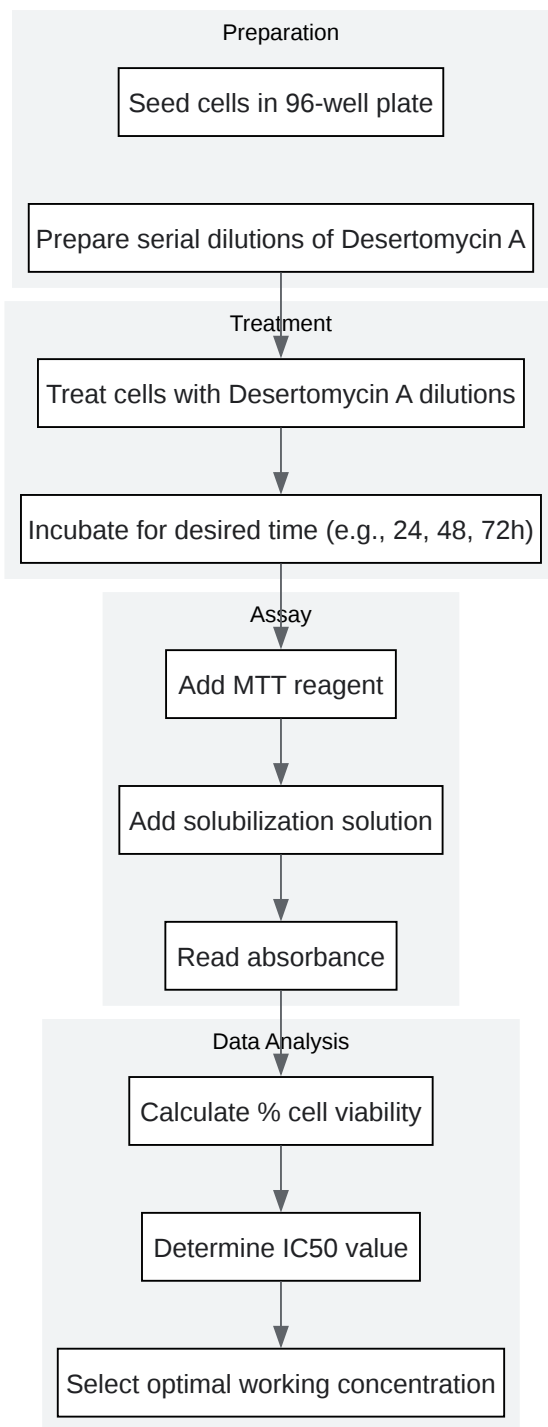 Preparation
Seed cells in 96-well plate
Prepare serial dilutions of Desertomycin A
Treatment
Treat cells with Desertomycin A dilutions
Incubate for desired time (e.g., 24, 48, 72h)
Assay
Add MTT reagent
Add solubilization solution
Read absorbance
Data Analysis
Calculate % cell viability
Determine IC50 value
Select optimal working concentration